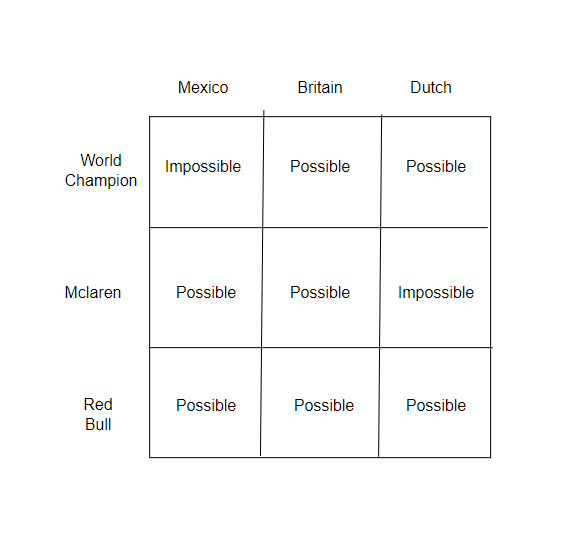 Mexico Britain Dutch
World
Champion
Impossible Possible Possible
Mclaren Possible Possible Impossible
Red
Bull
Possible Possible Possible